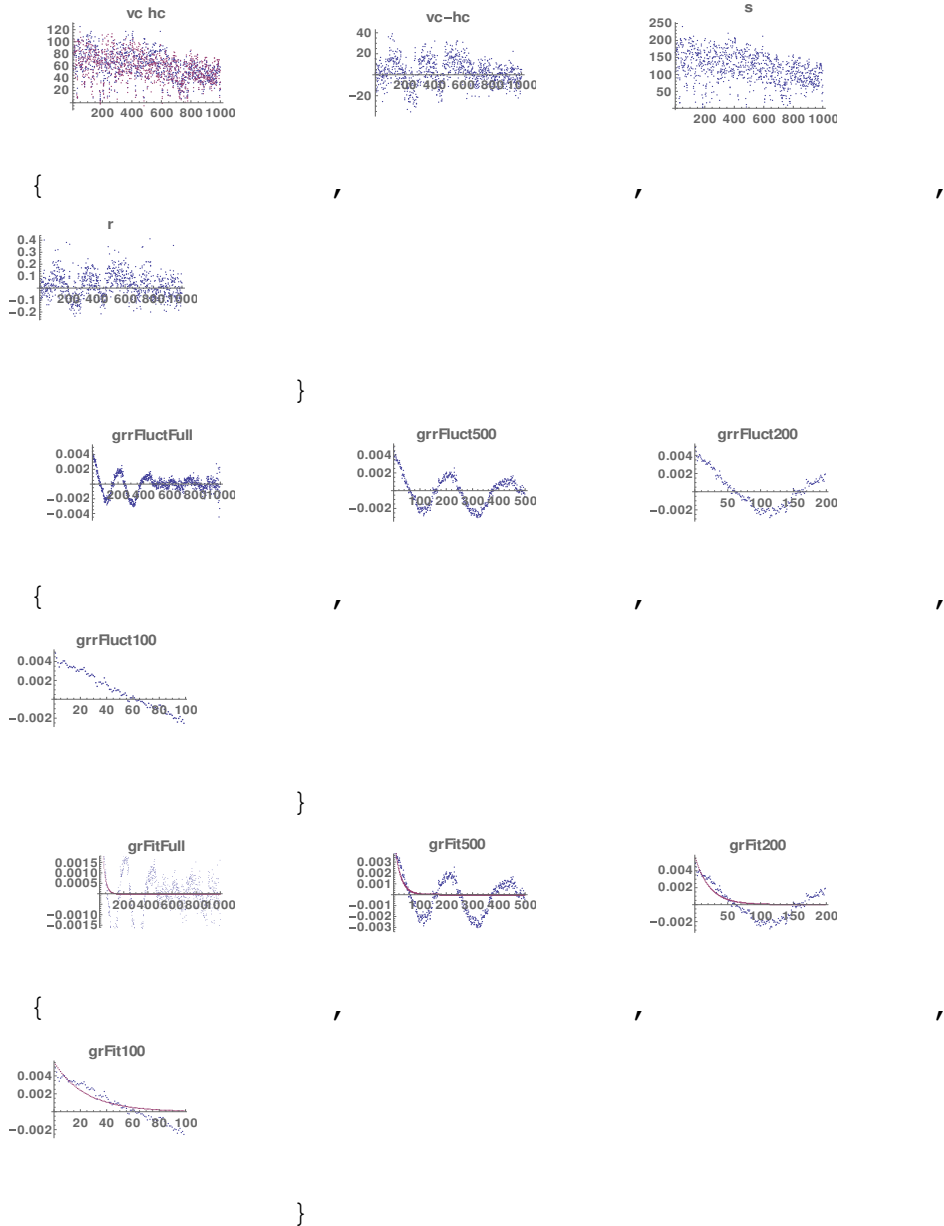 vc hc
120
100
80
60
40
20
200 400 600 800 1000
vc−hc
40
20
−20
200 400 600 800 1000
s
250
200
150
100
50
200 400 600 800 1000
{ , , ,
r
0.4
0.3
0.2
0.1
−0.1
−0.2
200 400 600 800 1000
}
grrFluctFull
0.004
0.002
−0.002
−0.004
200 400 600 800 1000
grrFluct500
0.004
0.002
−0.002
100 200 300 400 500
grrFluct200
0.004
0.002
−0.002
50 100 150 200
{ , , ,
grrFluct100
0.004
0.002
−0.002
20 40 60 80 100
}
grFitFull
0.0015
0.0010
0.0005
−0.0010
−0.0015
200 400 600 800 1000
grFit500
0.003
0.002
0.001
−0.001
−0.002
−0.003
100 200 300 400 500
grFit200
0.004
0.002
−0.002
50 100 150 200
{ , , ,
grFit100
0.004
0.002
−0.002
20 40 60 80 100
}